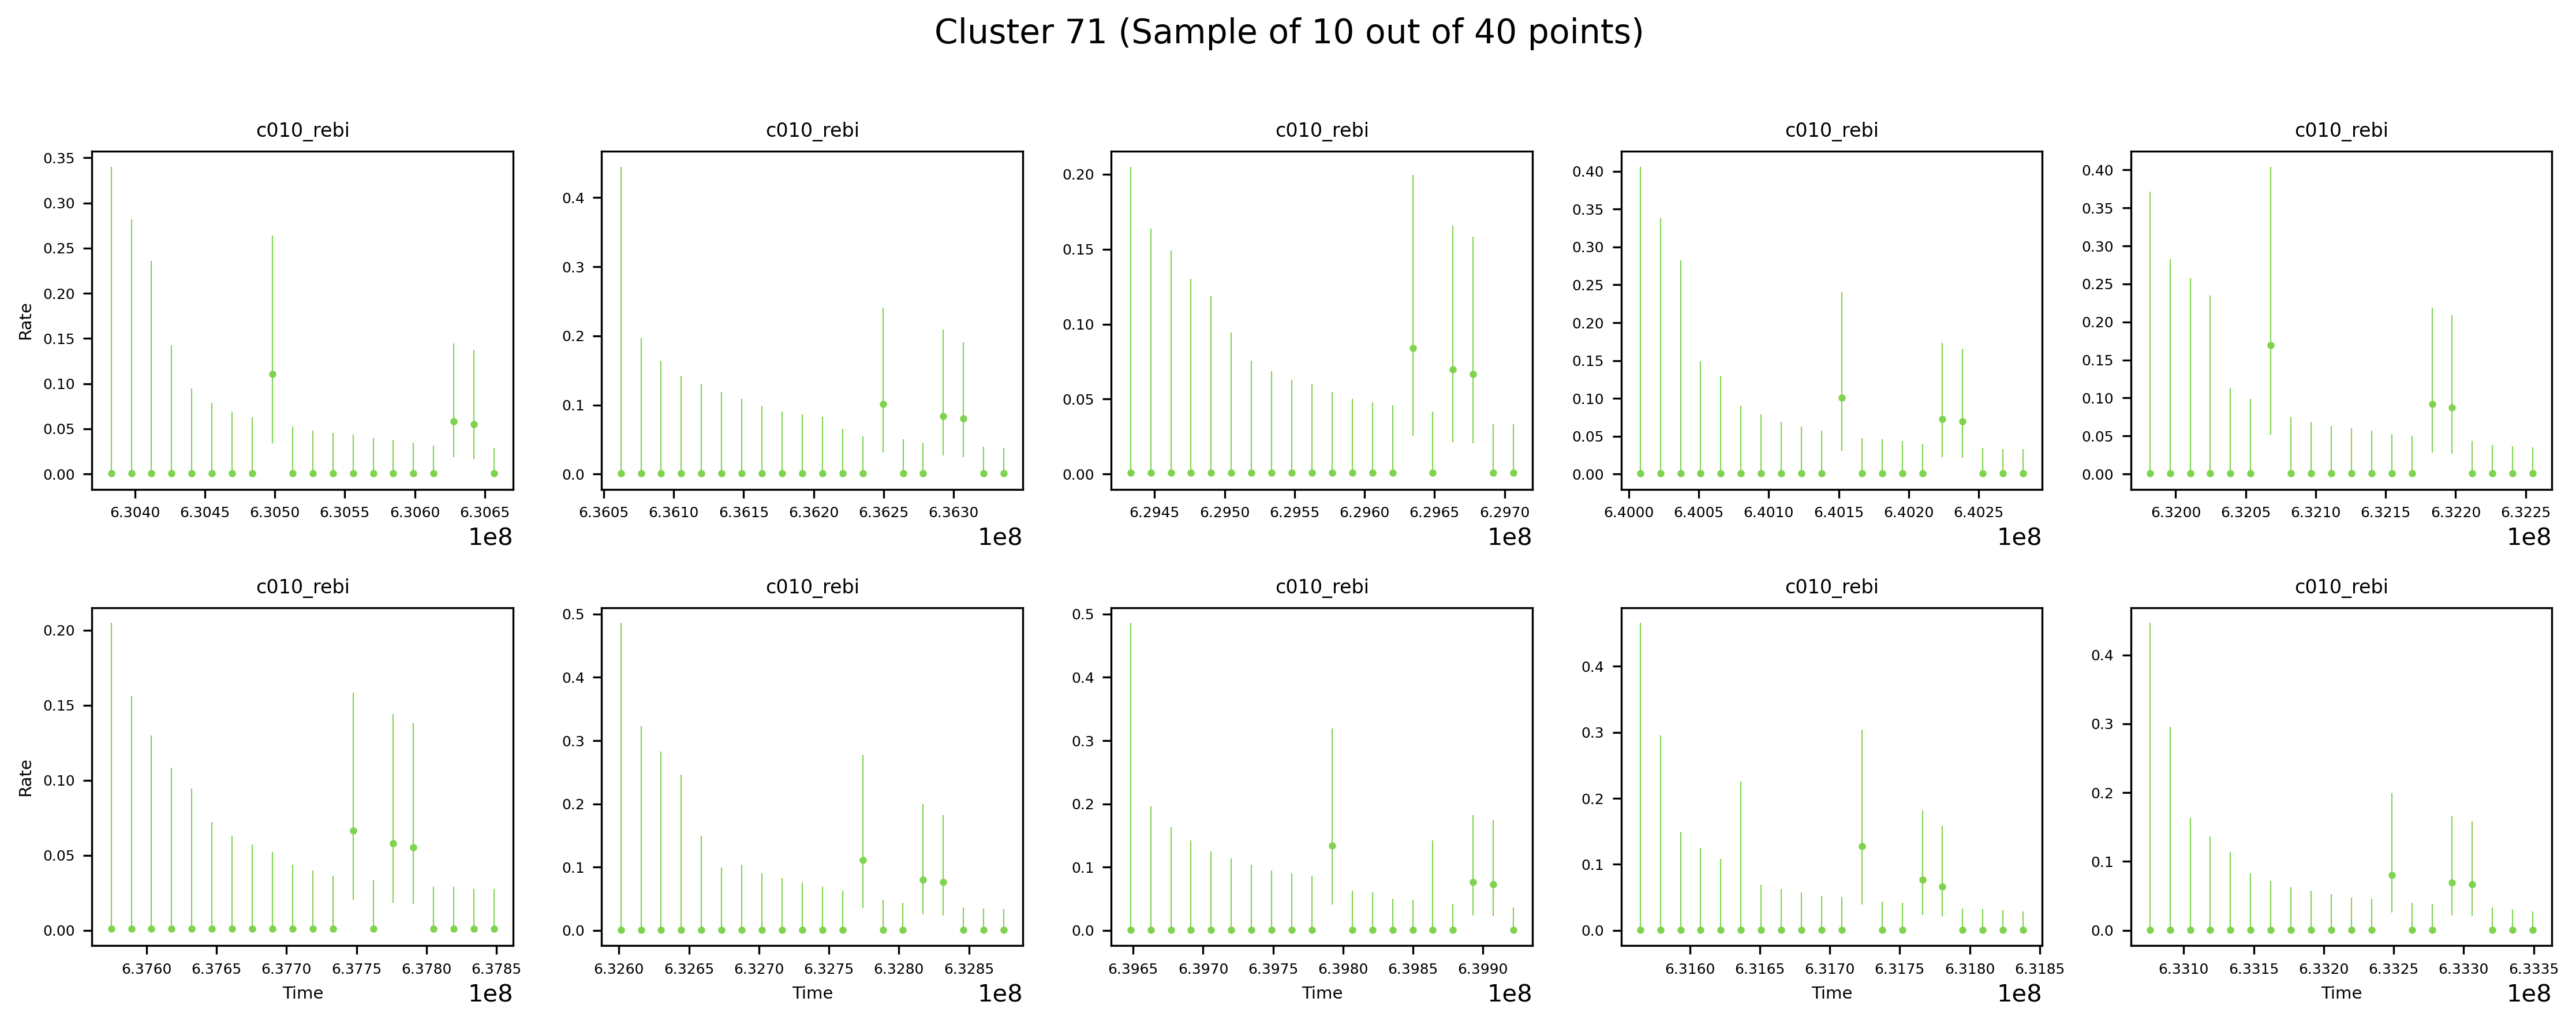 Cluster 71 (Sample of 10 out of 40 points)
c010_rebi c010_rebi c010_rebi c010_rebi c010_rebi
Rate
0.35 0.30 0.25 0.20 0.15 0.10 0.05 0.00
6.3040 6.3045 6.3050 6.3055 6.3060 6.3065
1e8
0.4 0.3 0.2 0.1 0.0
6.3605 6.3610 6.3615 6.3620 6.3625 6.3630
1e8
0.20 0.15 0.10 0.05 0.00
6.2945 6.2950 6.2955 6.2960 6.2965 6.2970
1e8
0.40 0.35 0.30 0.25 0.20 0.15 0.10 0.05 0.00
6.4000 6.4005 6.4010 6.4015 6.4020 6.4025
1e8
0.40 0.35 0.30 0.25 0.20 0.15 0.10 0.05 0.00
6.3200 6.3205 6.3210 6.3215 6.3220 6.3225
1e8
c010_rebi c010_rebi c010_rebi c010_rebi c010_rebi
Rate
0.20 0.15 0.10 0.05 0.00
6.3760 6.3765 6.3770 6.3775 6.3780 6.3785
Time
1e8
0.5 0.4 0.3 0.2 0.1 0.0
6.3260 6.3265 6.3270 6.3275 6.3280 6.3285
Time
1e8
0.5 0.4 0.3 0.2 0.1 0.0
6.3965 6.3970 6.3975 6.3980 6.3985 6.3990
Time
1e8
0.4 0.3 0.2 0.1 0.0
6.3160 6.3165 6.3170 6.3175 6.3180 6.3185
Time
1e8
0.4 0.3 0.2 0.1 0.0
6.3310 6.3315 6.3320 6.3325 6.3330 6.3335
Time
1e8